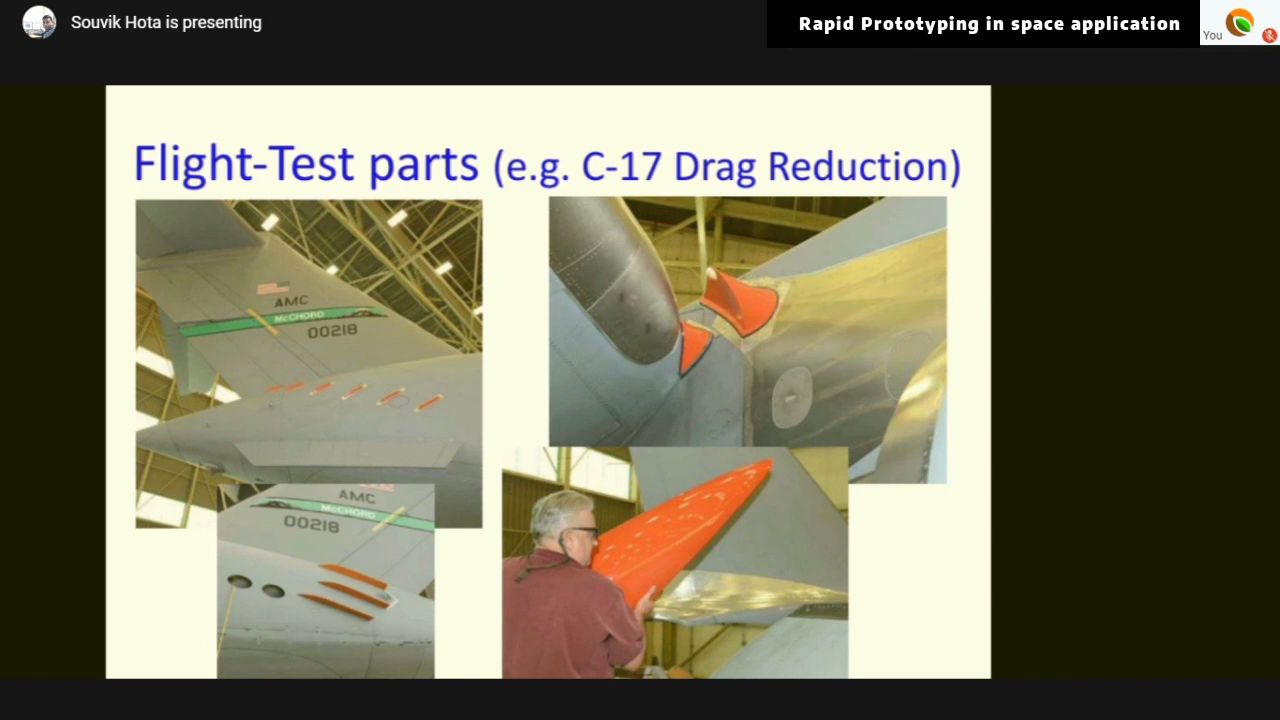 Souvik Hota is presenting
Rapid Prototyping in space application
You
Flight-Test parts (e.g. C-17 Drag Reduction)
AMC
McCHORD
00218
AMC
McCHORD
00218